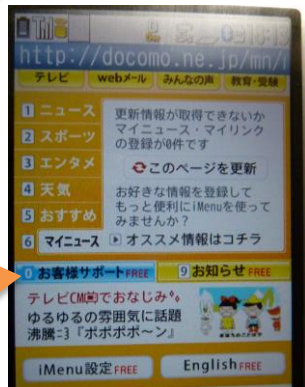 http://docomo.ne.jp/mn/
テレビ webメール みんなの声 教育・受験
1 ニュース
2 スポーツ
3 エンタメ
4 天気
5 おすすめ
6 マイニュース
更新情報が取得できないか
マイニュース・マイリンク
の登録が0件です
このページを更新
お好きな情報を登録して
もっと便利にiMenuを使って
みませんか?
オススメ情報はコチラ
0 お客様サポート FREE 9 お知らせ FREE
テレビCM でおなじみ
ゆるゆるの雰囲気に話題
沸騰 『ポポポポ~ン』
iMenu設定 FREE English FREE